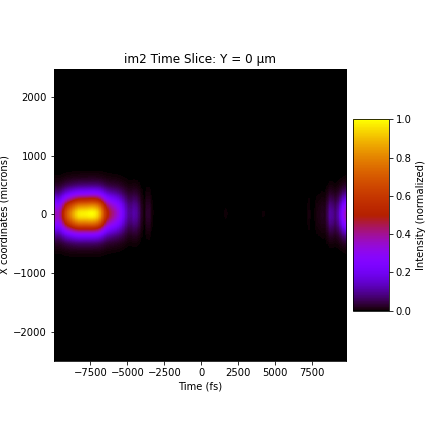 im2 Time Slice: Y = 0 μm
2000
1000
0
−1000
−2000
X coordinates (microns)
−7500 −5000 −2500 0 2500 5000 7500
Time (fs)
1.0
0.8
0.6
0.4
0.2
0.0
Intensity (normalized)